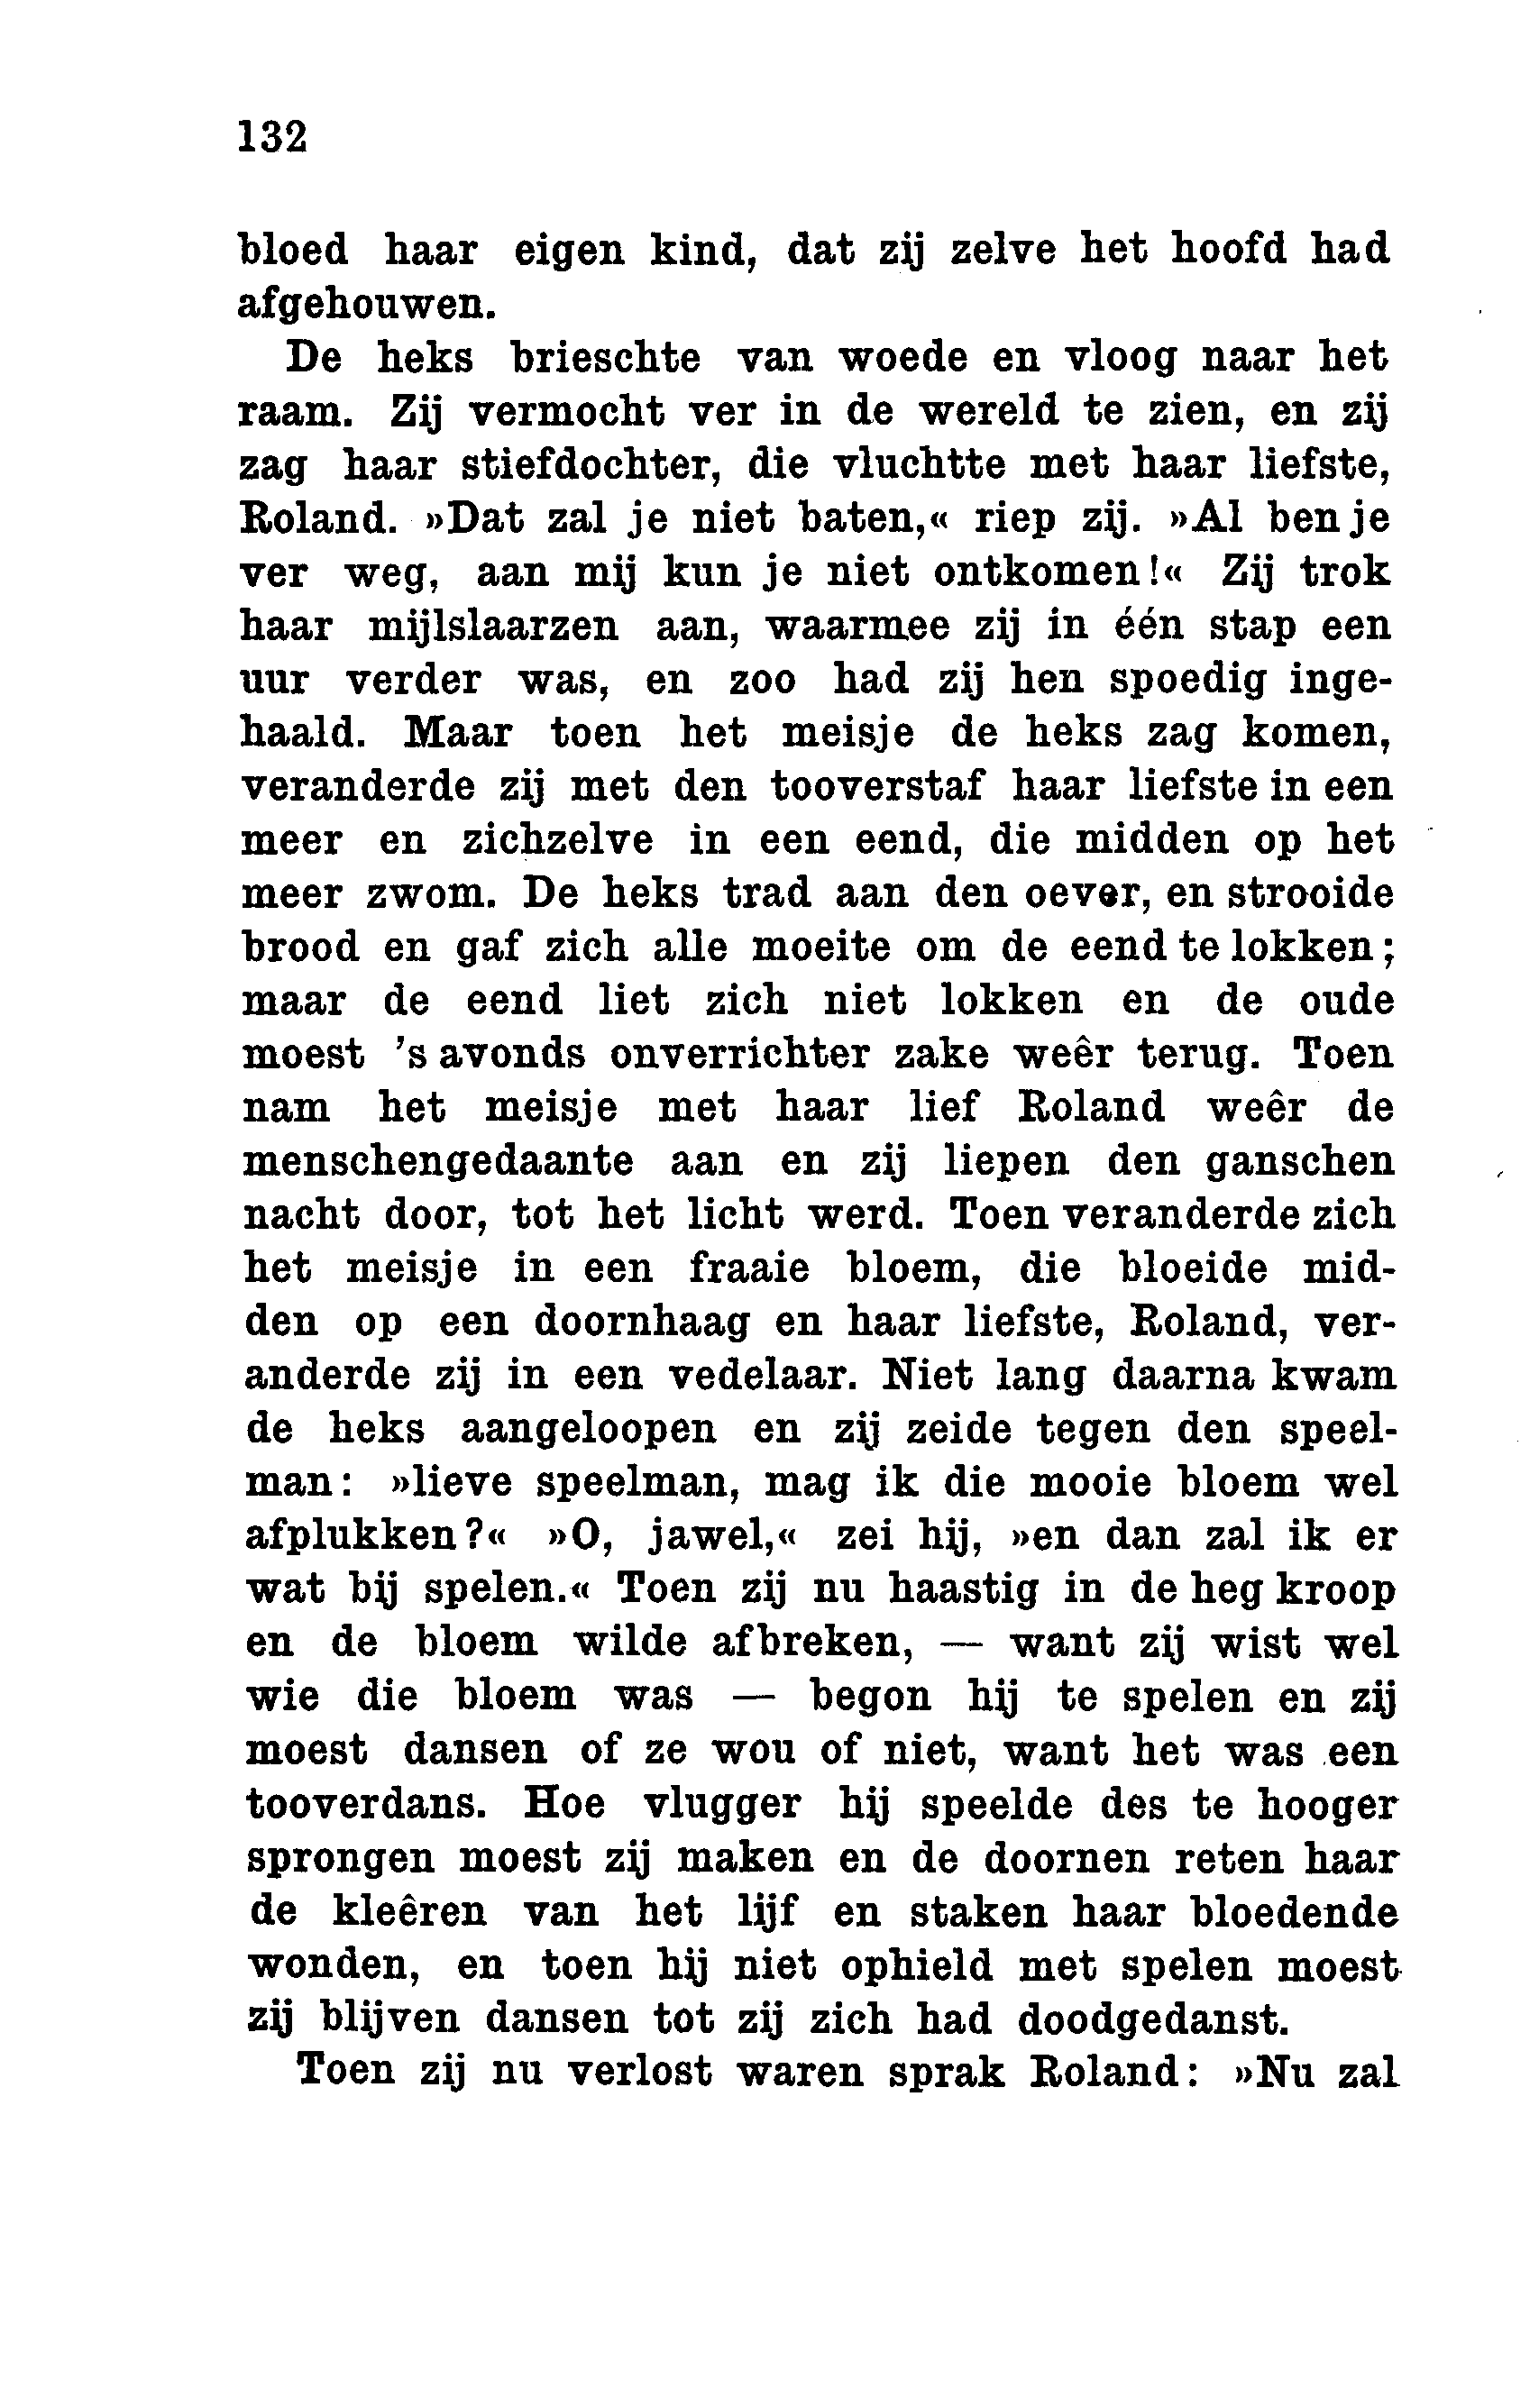 132
bloed haar eigen kind, dat zij zelve het hoofd had
afgehouwen.
De heks brieschte van woede en vloog naar het
raam. Zij vermocht ver in de wereld te zien, en zij
zag haar stiefdochter, die vluchtte met haar liefste,
Roland. »Dat zal je niet baten,« riep zij. »Al ben je
ver weg, aan mij kun je niet ontkomen!« Zij trok
haar mijlslaarzen aan, waarmee zij in één stap een
uur verder was, en zoo had zij hen spoedig inge-
haald. Maar toen het meisje de heks zag komen,
veranderde zij met den tooverstaf haar liefste in een
meer en zichzelve in een eend, die midden op het
meer zwom. De heks trad aan den oever, en strooide
brood en gaf zich alle moeite om de eend te lokken;
maar de eend liet zich niet lokken en de oude
moest 's avonds onverrichter zake weêr terug. Toen
nam het meisje met haar lief Roland weêr de
menschengedaante aan en zij liepen den ganschen
nacht door, tot het licht werd. Toen veranderde zich
het meisje in een fraaie bloem, die bloeide mid-
den op een doornhaag en haar liefste, Roland, ver-
anderde zij in een vedelaar. Niet lang daarna kwam
de heks aangeloopen en zij zeide tegen den speel-
man: »lieve speelman, mag ik die mooie bloem wel
afplukken?« »O, jawel,« zei hij, »en dan zal ik er
wat bij spelen.« Toen zij nu haastig in de heg kroop
en de bloem wilde afbreken, — want zij wist wel
wie die bloem was — begon hij te spelen en zij
moest dansen of ze wou of niet, want het was een
tooverdans. Hoe vlugger hij speelde des te hooger
sprongen moest zij maken en de doornen reten haar
de kleêren van het lijf en staken haar bloedende
wonden, en toen hij niet ophield met spelen moest
zij blijven dansen tot zij zich had doodgedanst.
Toen zij nu verlost waren sprak Roland: »Nu zal